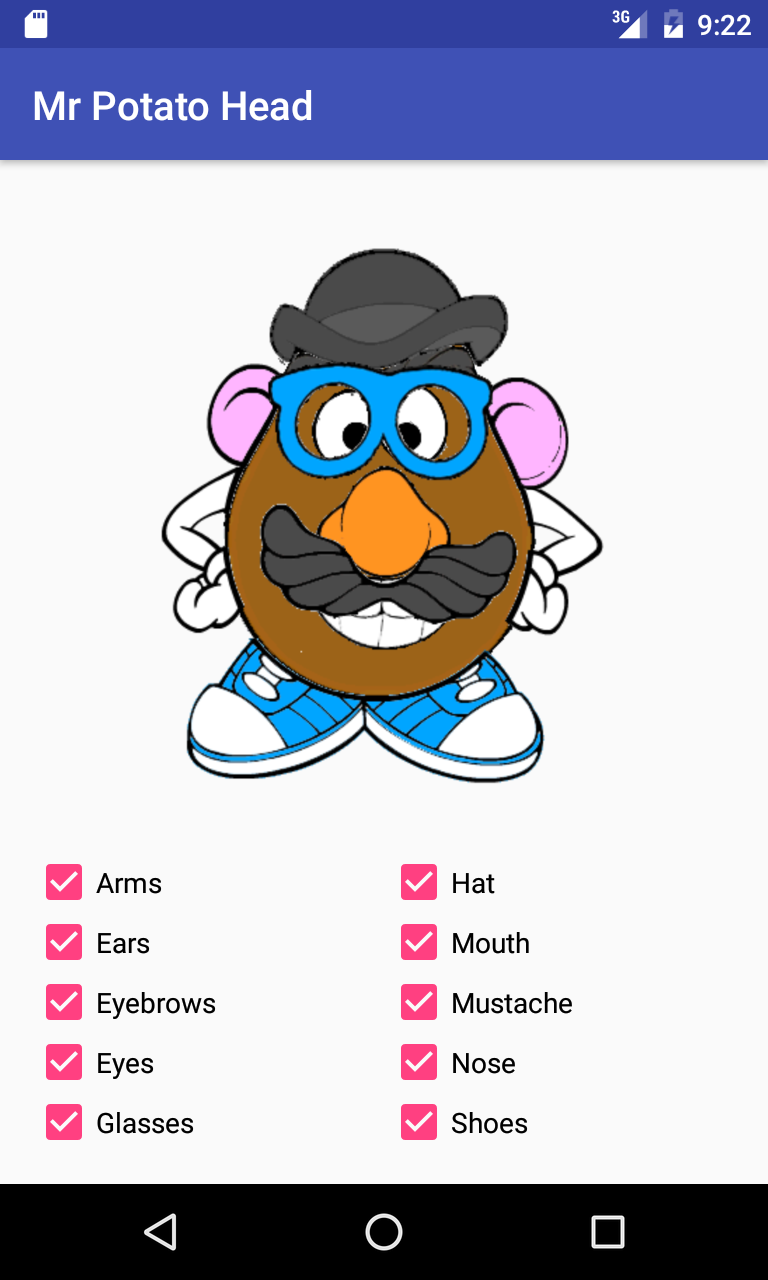 3G 9:22
Mr Potato Head
Arms
Hat
Ears
Mouth
Eyebrows
Mustache
Eyes
Nose
Glasses
Shoes